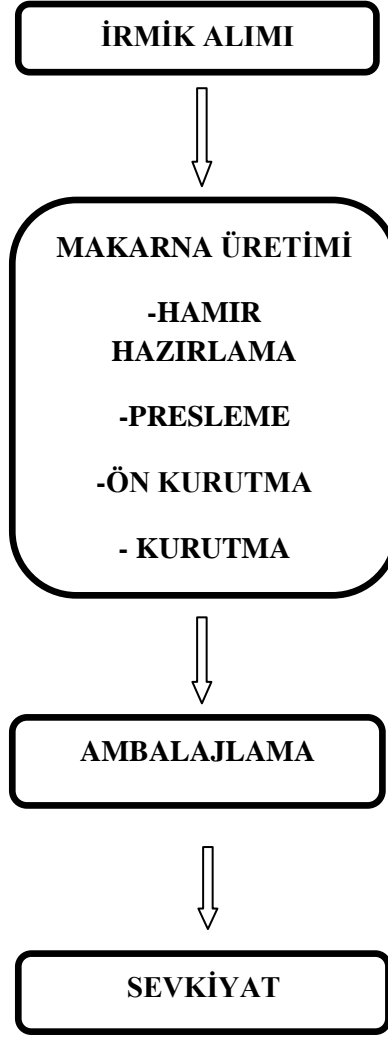 İRMİK ALIMI
MAKARNA ÜRETİMİ
-HAMIR
HAZIRLAMA
-PRESLEME
-ÖN KURUTMA
- KURUTMA
AMBALAJLAMA
SEVKİYAT